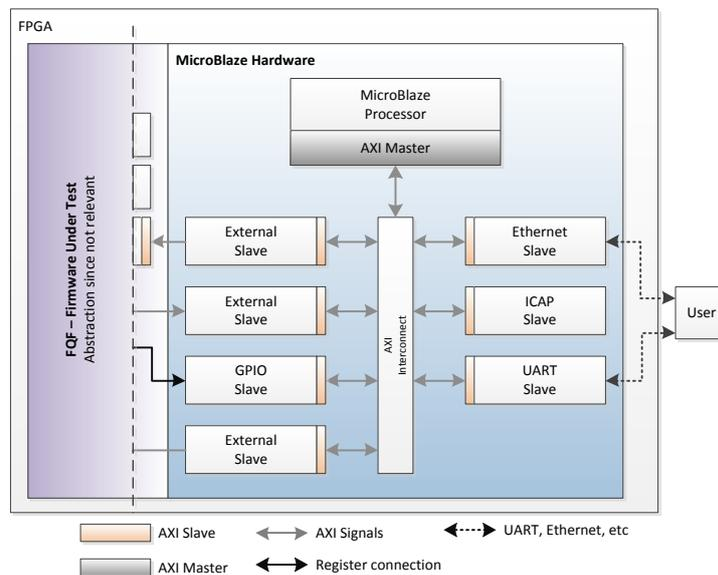 FPGA
MicroBlaze Hardware
MicroBlaze
Processor
AXI Master
FQF – Firmware Under Test
Abstraction since not relevant
External
Slave
External
Slave
GPIO
Slave
External
Slave
AXI
Interconnect
Ethernet
Slave
ICAP
Slave
UART
Slave
User
AXI Slave
AXI Signals
UART, Ethernet, etc
AXI Master
Register connection